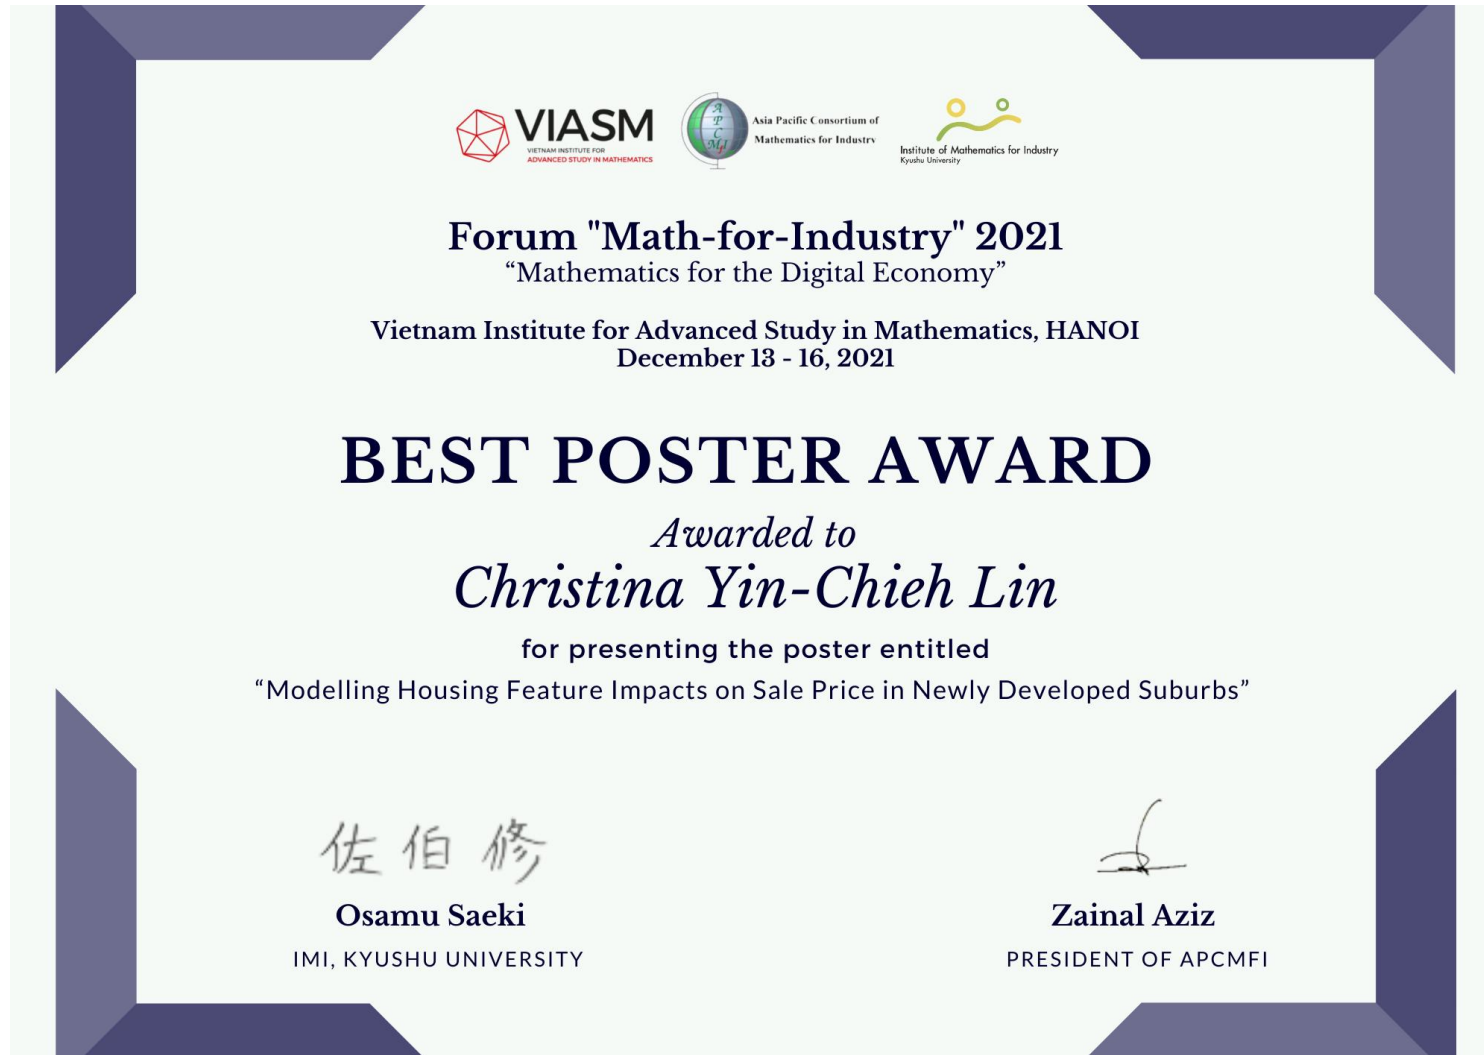 VIASM
VIETNAM INSTITUTE FOR
ADVANCED STUDY IN MATHEMATICS
A
P
C
MfI
Asia Pacific Consortium of
Mathematics for Industry
Institute of Mathematics for Industry
Kyushu University
Forum "Math-for-Industry" 2021
“Mathematics for the Digital Economy”
Vietnam Institute for Advanced Study in Mathematics, HANOI
December 13 - 16, 2021
BEST POSTER AWARD
Awarded to
Christina Yin-Chieh Lin
for presenting the poster entitled
“Modelling Housing Feature Impacts on Sale Price in Newly Developed Suburbs”
佐伯 修
Osamu Saeki
IMI, KYUSHU UNIVERSITY
Zainal Aziz
PRESIDENT OF APCMFI